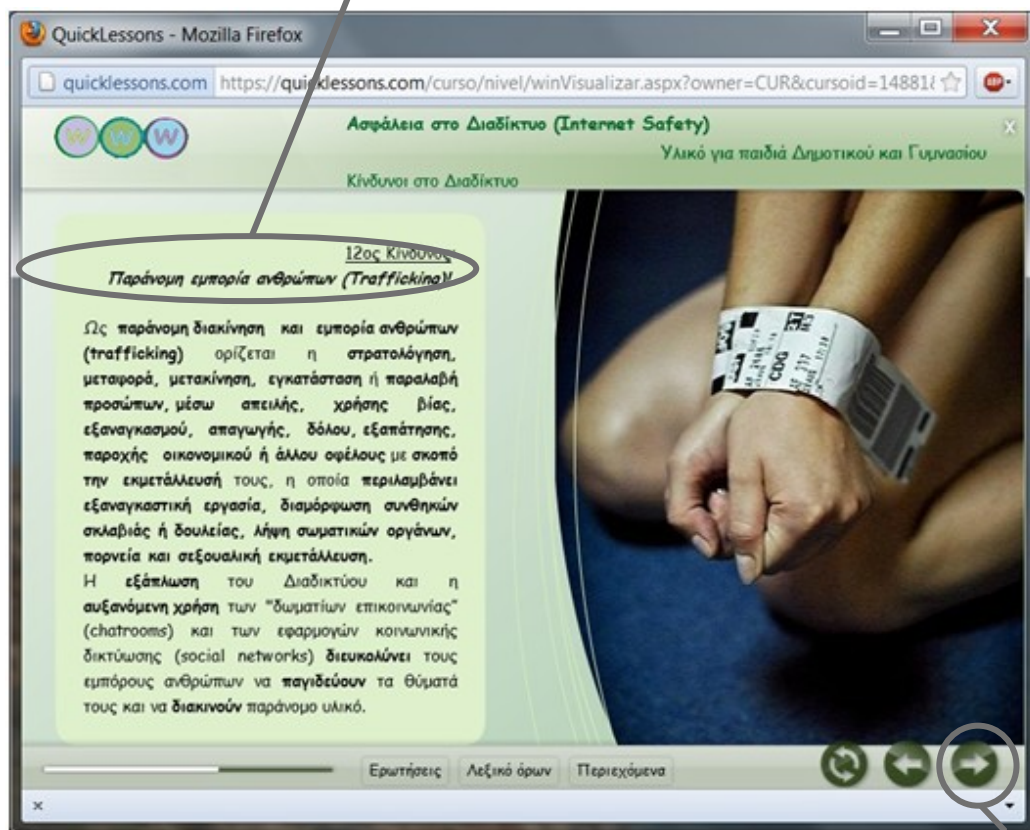 QuickLessons - Mozilla Firefox
quicklessons.com https://quicklessons.com/curso/nivel/winVisualizar.aspx?owner=CUR&cursoid=14881
ABP
WWW
Ασφάλεια στο Διαδίκτυο (Internet Safety)
Υλικό για παιδιά Δημοτικού και Γυμνασίου
Κίνδυνοι στο Διαδίκτυο
12ος Κίνδυνος:
Παράνομη εμπορία ανθρώπων (Trafficking)!
Ως παράνομη διακίνηση και εμπορία ανθρώπων
(trafficking) ορίζεται η στρατολόγηση,
μεταφορά, μετακίνηση, εγκατάσταση ή παραλαβή
προσώπων, μέσω απειλής, χρήσης βίας,
εξαναγκασμού, απαγωγής, δόλου, εξαπάτησης,
παροχής οικονομικού ή άλλου οφέλους με σκοπό
την εκμετάλλευσή τους, η οποία περιλαμβάνει
εξαναγκαστική εργασία, διαμόρφωση συνθηκών
σκλαβιάς ή δουλείας, λήψη σωματικών οργάνων,
πορνεία και σεξουαλική εκμετάλλευση.
Η εξάπλωση του Διαδικτύου και η
αυξανόμενη χρήση των "δωματίων επικοινωνίας"
(chatrooms) και των εφαρμογών κοινωνικής
δικτύωσης (social networks) διευκολύνει τους
εμπόρους ανθρώπων να παγιδεύουν τα θύματά
τους και να διακινούν παράνομο υλικό.
CDG
AF 217
Ερωτήσεις Λεξικό όρων Περιεχόμενα